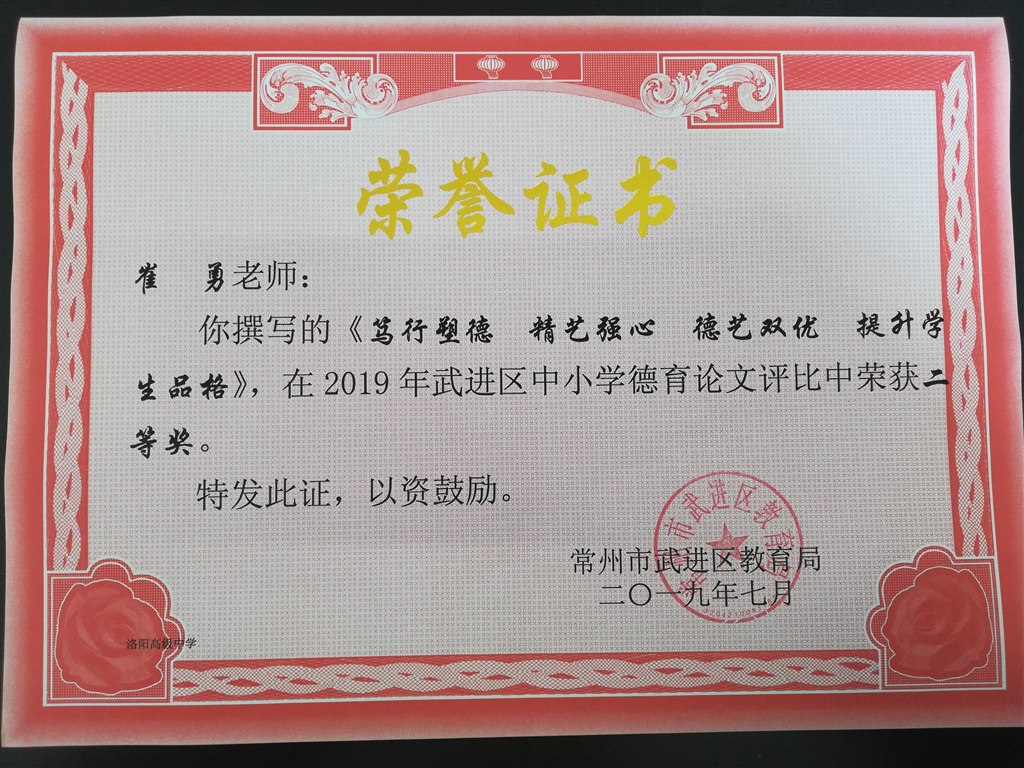 荣誉证书
崔 勇老师：
你撰写的《笃行塑德 精艺强心 德艺双优 提升学
生品格》，在 2019 年武进区中小学德育论文评比中荣获二
等奖。
特发此证，以资鼓励。
常州市武进区教育局
二〇一九年七月
洛阳高级中学